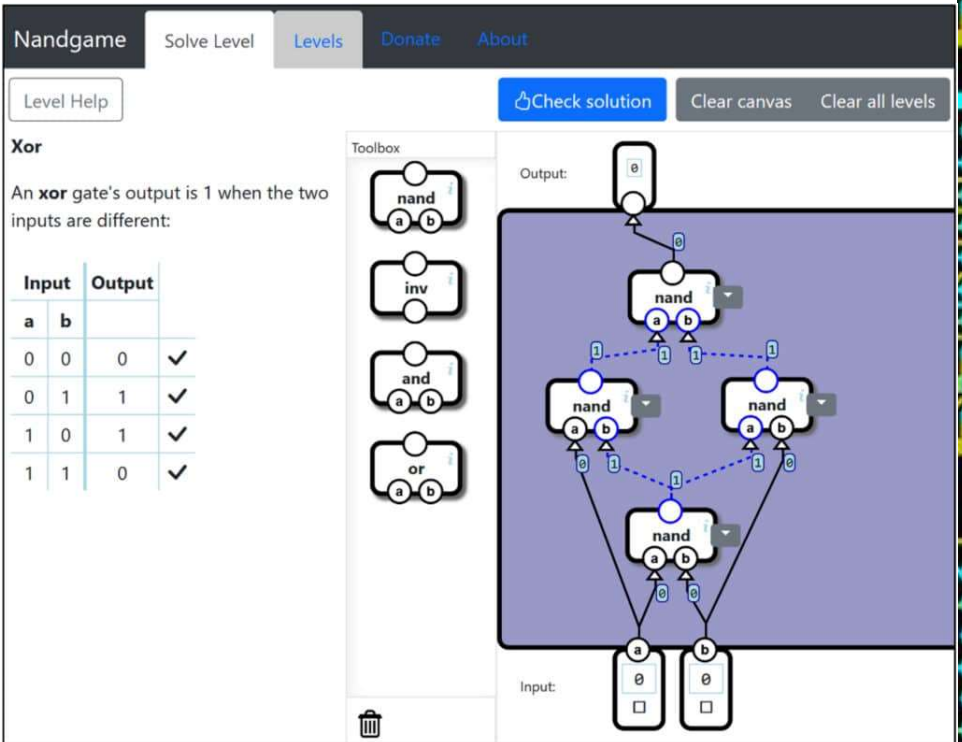 Nandgame Solve Level Levels Donate About
Level Help
Check solution Clear canvas Clear all levels
Xor
An xor gate's output is 1 when the two
inputs are different:
Input Output
a b
0 0 0
0 1 1
1 0 1
1 1 0
Toolbox
nand
a b
inv
and
a b
or
a b
Output:
0
0
nand
a b
1 1 1 1
nand nand
a b a b
0 1 1 1 0
nand
a b
0 0
a b
Input:
0 0